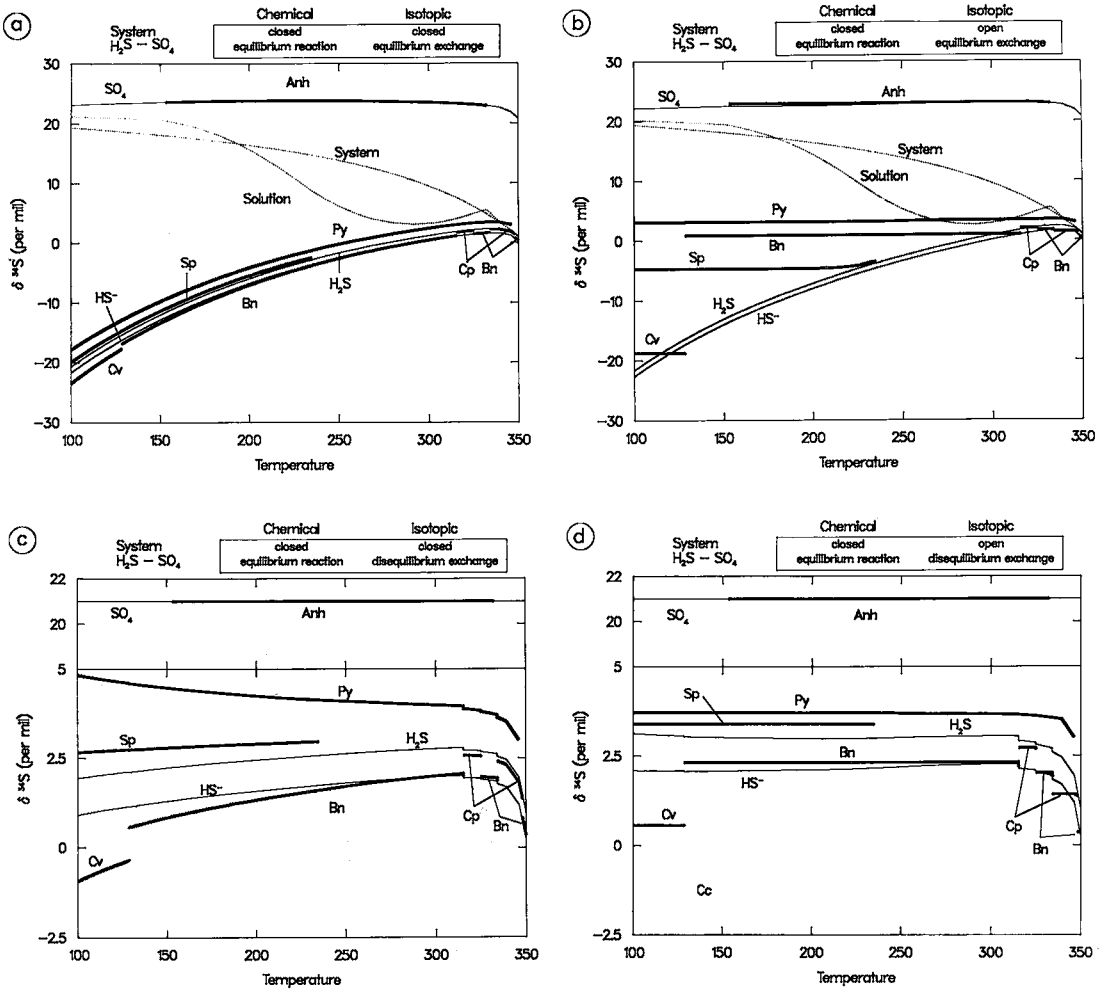 a
System
H₂S – SO₄
Chemical Isotopic
closed closed
equilibrium reaction equilibrium exchange
30
20
10
0
−10
−20
−30
δ ³⁴S (per mil)
SO₄
Anh
System
Solution
Py
Sp
HS⁻
Bn
H₂S
Cp
Bn
Cv
100 150 200 250 300 350
Temperature
b
System
H₂S – SO₄
Chemical Isotopic
closed open
equilibrium reaction equilibrium exchange
30
20
10
0
−10
−20
−30
δ ³⁴S (per mil)
SO₄
Anh
System
Solution
Py
Bn
Sp
Cp
Bn
H₂S
HS⁻
Cv
100 150 200 250 300 350
Temperature
c
System
H₂S – SO₄
Chemical Isotopic
closed closed
equilibrium reaction disequilibrium exchange
22
20
5
2.5
0
−2.5
δ ³⁴S (per mil)
SO₄
Anh
Py
Sp
H₂S
HS⁻
Bn
Cp
Bn
Cv
100 150 200 250 300 350
Temperature
d
System
H₂S – SO₄
Chemical Isotopic
closed open
equilibrium reaction disequilibrium exchange
22
20
5
2.5
0
−2.5
δ ³⁴S (per mil)
SO₄
Anh
Sp
Py
H₂S
Bn
HS⁻
Cp
Bn
Cv
Cc
100 150 200 250 300 350
Temperature